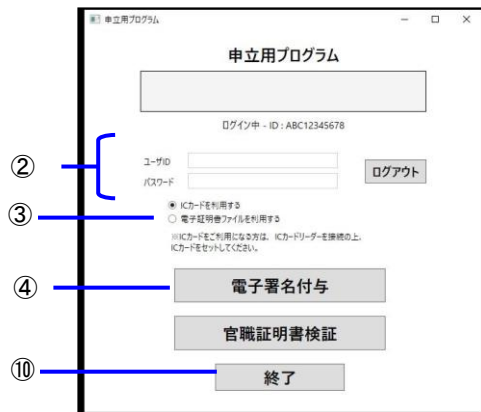 申立用プログラム
申立用プログラム
ログイン中 - ID : ABC12345678
②
ユーザID
パスワード
ログアウト
③
ICカードを利用する
電子証明書ファイルを利用する
※ICカードをご利用になる方は、ICカードリーダーを接続の上、
ICカードをセットしてください。
④
電子署名付与
官職証明書検証
⑩
終了